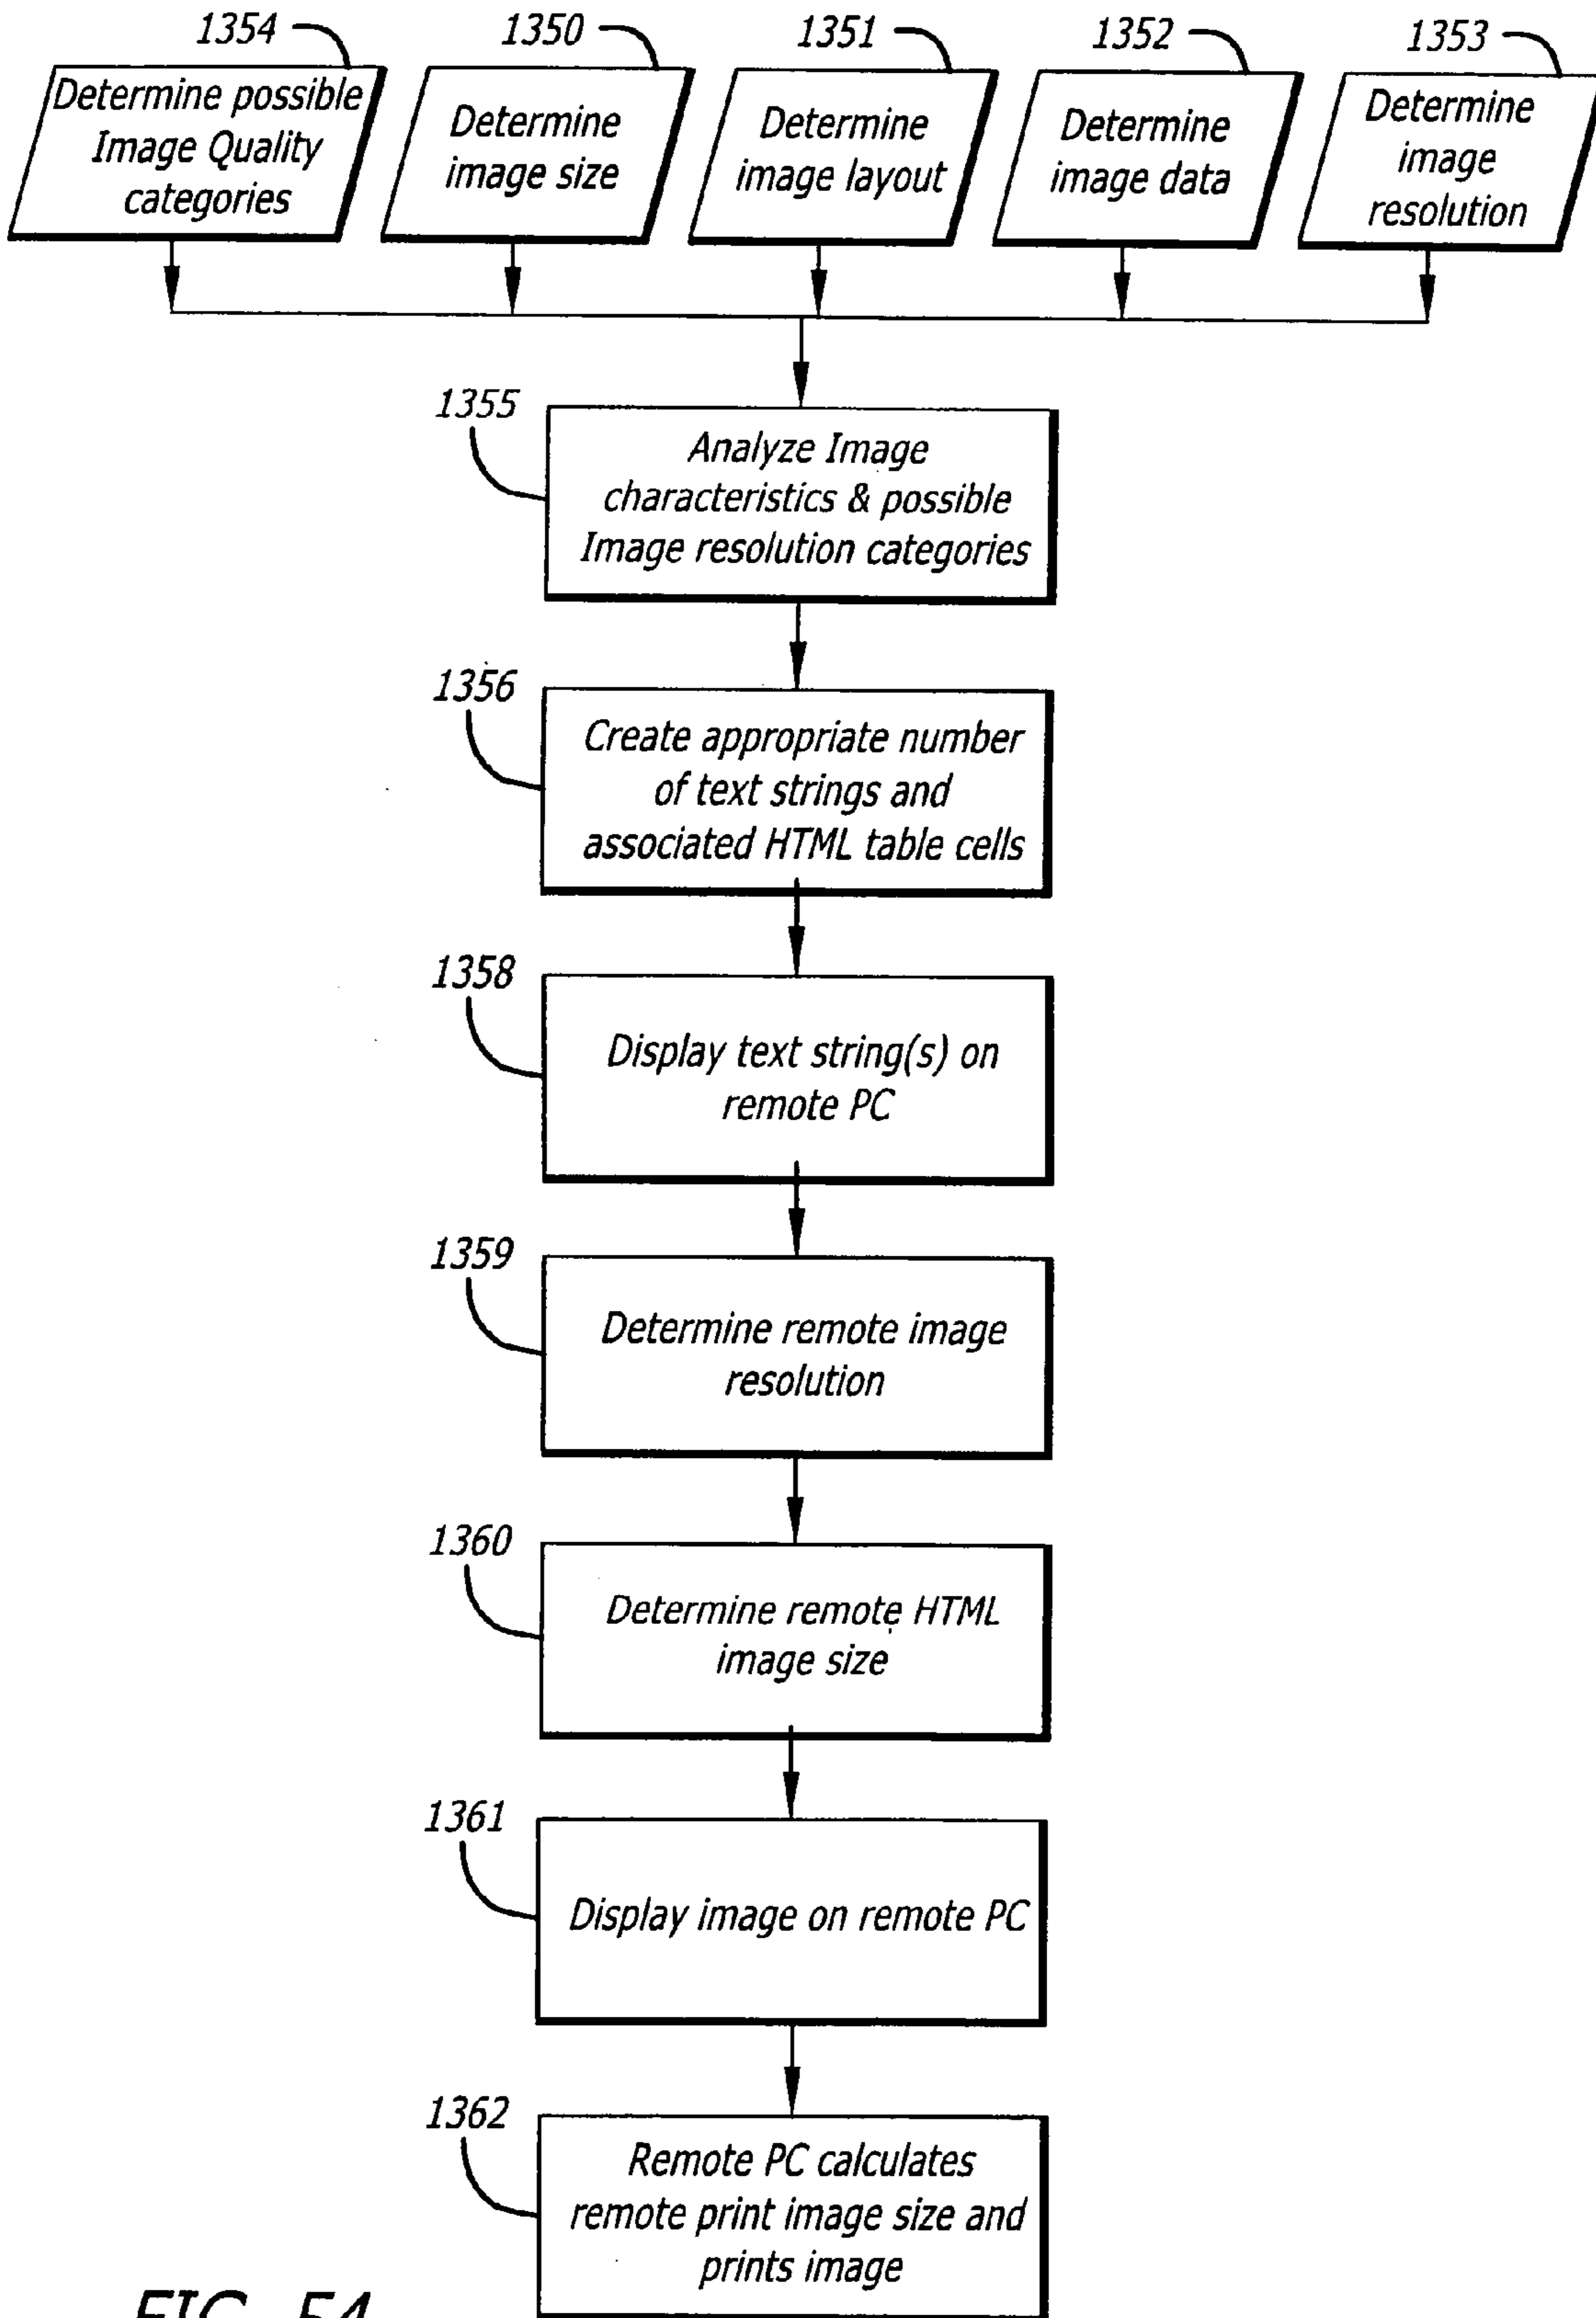 1354
1350
1351
1352
1353
Determine possible
Image Quality
categories
Determine
image size
Determine
image layout
Determine
image data
Determine
image
resolution
1355
Analyze Image
characteristics & possible
Image resolution categories
1356
Create appropriate number
of text strings and
associated HTML table cells
1358
Display text string(s) on
remote PC
1359
Determine remote image
resolution
1360
Determine remote HTML
image size
1361
Display image on remote PC
1362
Remote PC calculates
remote print image size and
prints image
FIG. 54